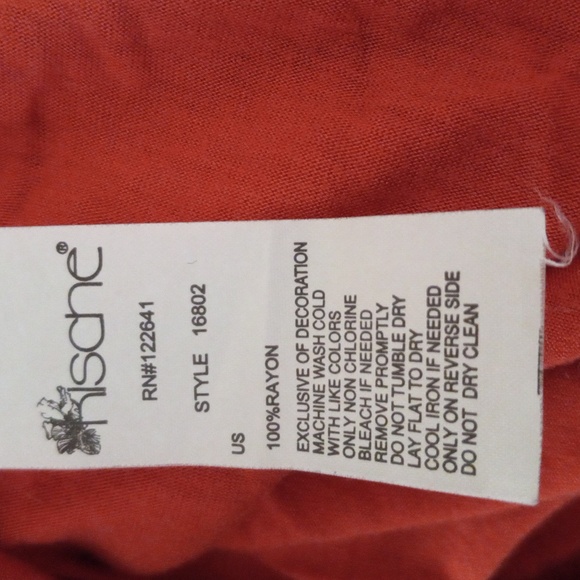 Kische®
RN#122641
STYLE 16802
US
100%RAYON
EXCLUSIVE OF DECORATION
MACHINE WASH COLD
WITH LIKE COLORS
ONLY NON CHLORINE
BLEACH IF NEEDED
REMOVE PROMPTLY
DO NOT TUMBLE DRY
LAY FLAT TO DRY
COOL IRON IF NEEDED
ONLY ON REVERSE SIDE
DO NOT DRY CLEAN